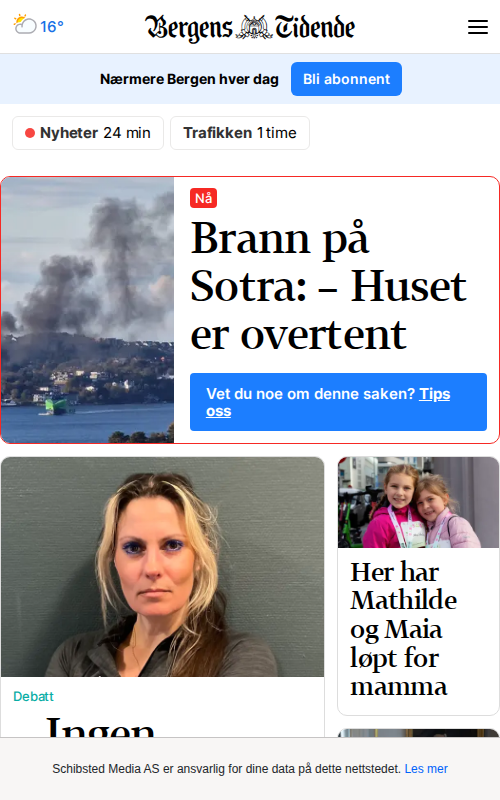 16°
Bergens Tidende
Nærmere Bergen hver dag
Bli abonnent
Nyheter 24 min
Trafikken 1 time
Nå
Brann på
Sotra: – Huset
er overtent
Vet du noe om denne saken? Tips
oss
Her har
Mathilde
og Maia
løpt for
mamma
Debatt
Ingen
Schibsted Media AS er ansvarlig for dine data på dette nettstedet. Les mer